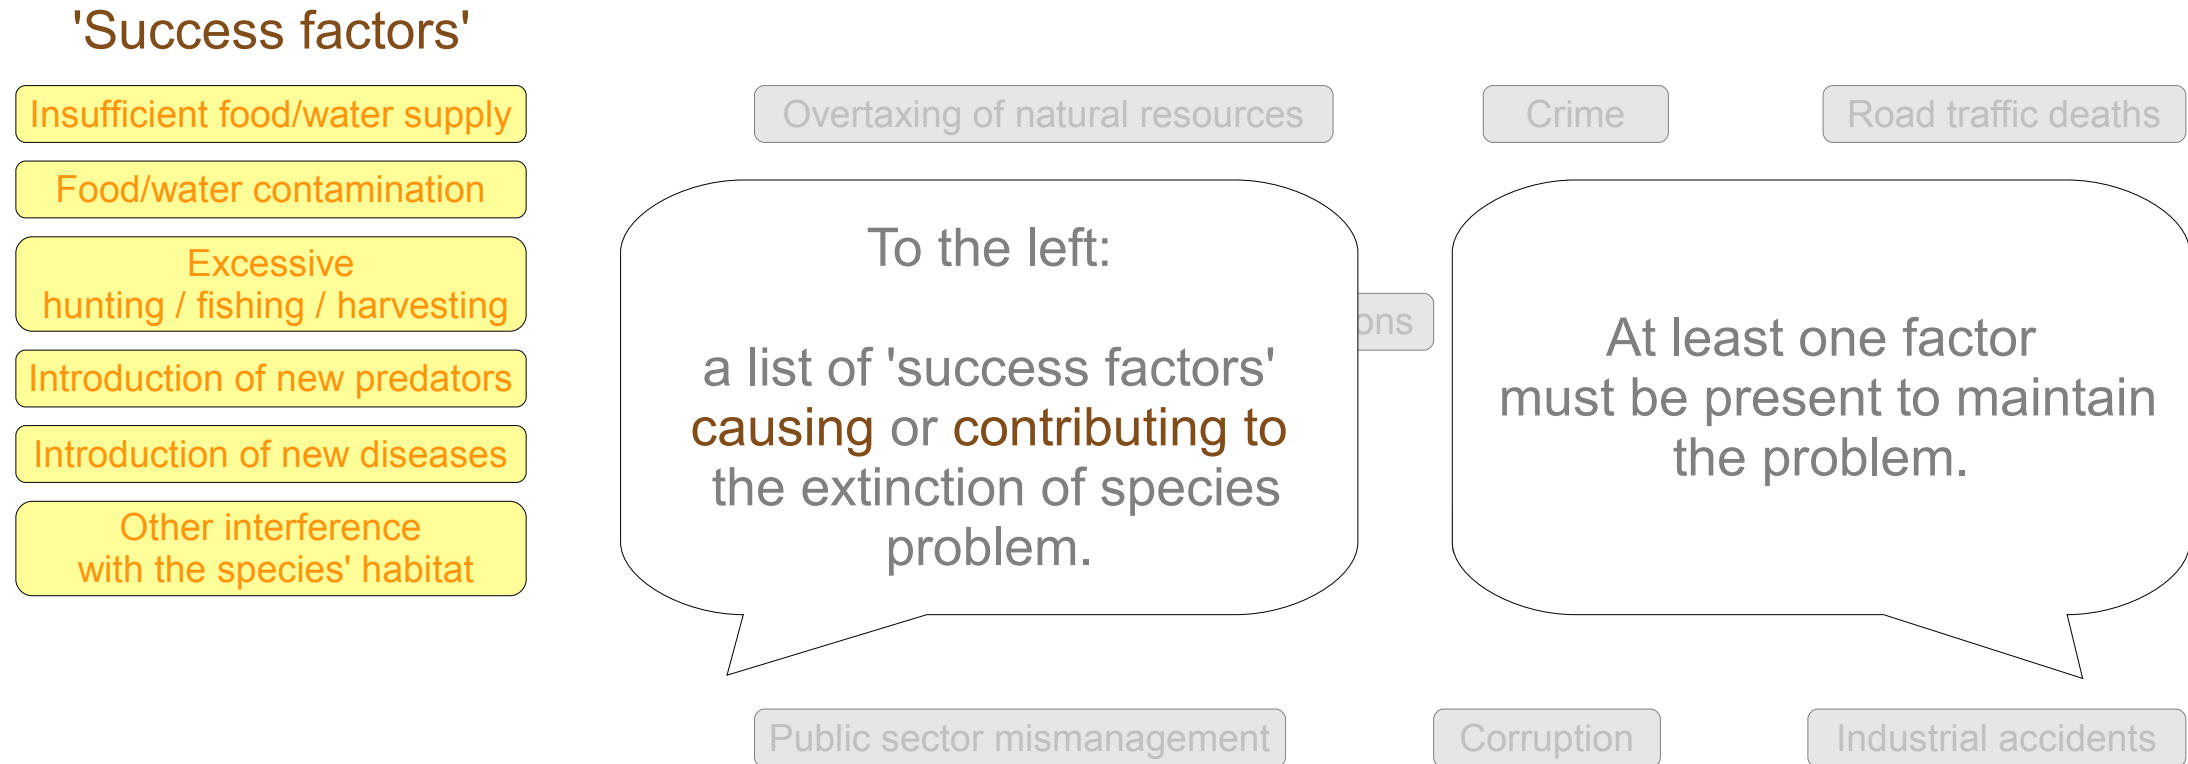 'Success factors'
Insufficient food/water supply
Food/water contamination
Excessive
hunting / fishing / harvesting
Introduction of new predators
Introduction of new diseases
Other interference
with the species' habitat
Overtaxing of natural resources
Crime
Road traffic deaths
To the left:
a list of 'success factors'
causing or contributing to
the extinction of species
problem.
At least one factor
must be present to maintain
the problem.
Public sector mismanagement
Corruption
Industrial accidents